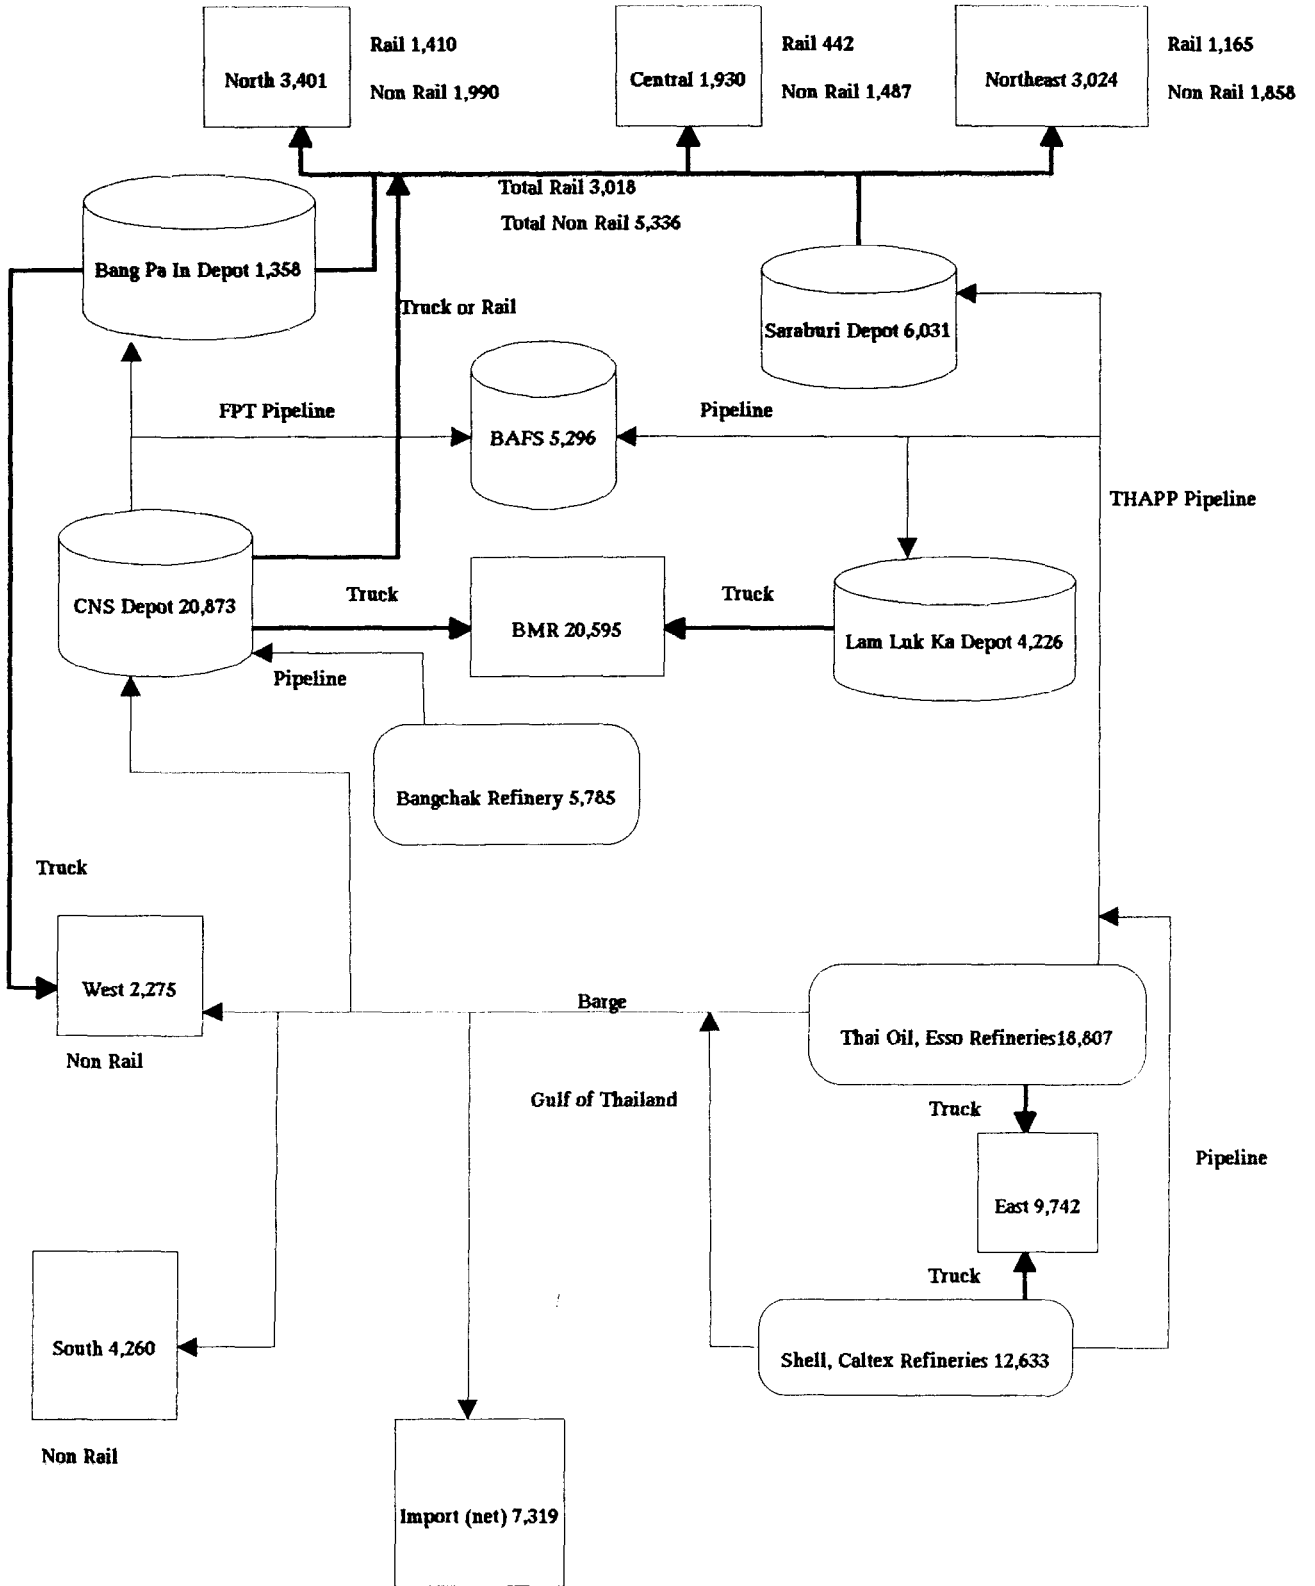 Rail 1,410
North 3,401
Non Rail 1,990
Rail 442
Central 1,930
Non Rail 1,487
Rail 1,165
Northeast 3,024
Non Rail 1,858
Total Rail 3,018
Total Non Rail 5,336
Bang Pa In Depot 1,358
Truck or Rail
Saraburi Depot 6,031
FPT Pipeline
Pipeline
BAFS 5,296
THAPP Pipeline
CNS Depot 20,873
Truck
BMR 20,595
Truck
Lam Luk Ka Depot 4,226
Pipeline
Bangchak Refinery 5,785
Truck
West 2,275
Non Rail
Barge
Thai Oil, Esso Refineries18,807
Gulf of Thailand
Truck
Pipeline
East 9,742
Truck
South 4,260
Shell, Caltex Refineries 12,633
Non Rail
Import (net) 7,319